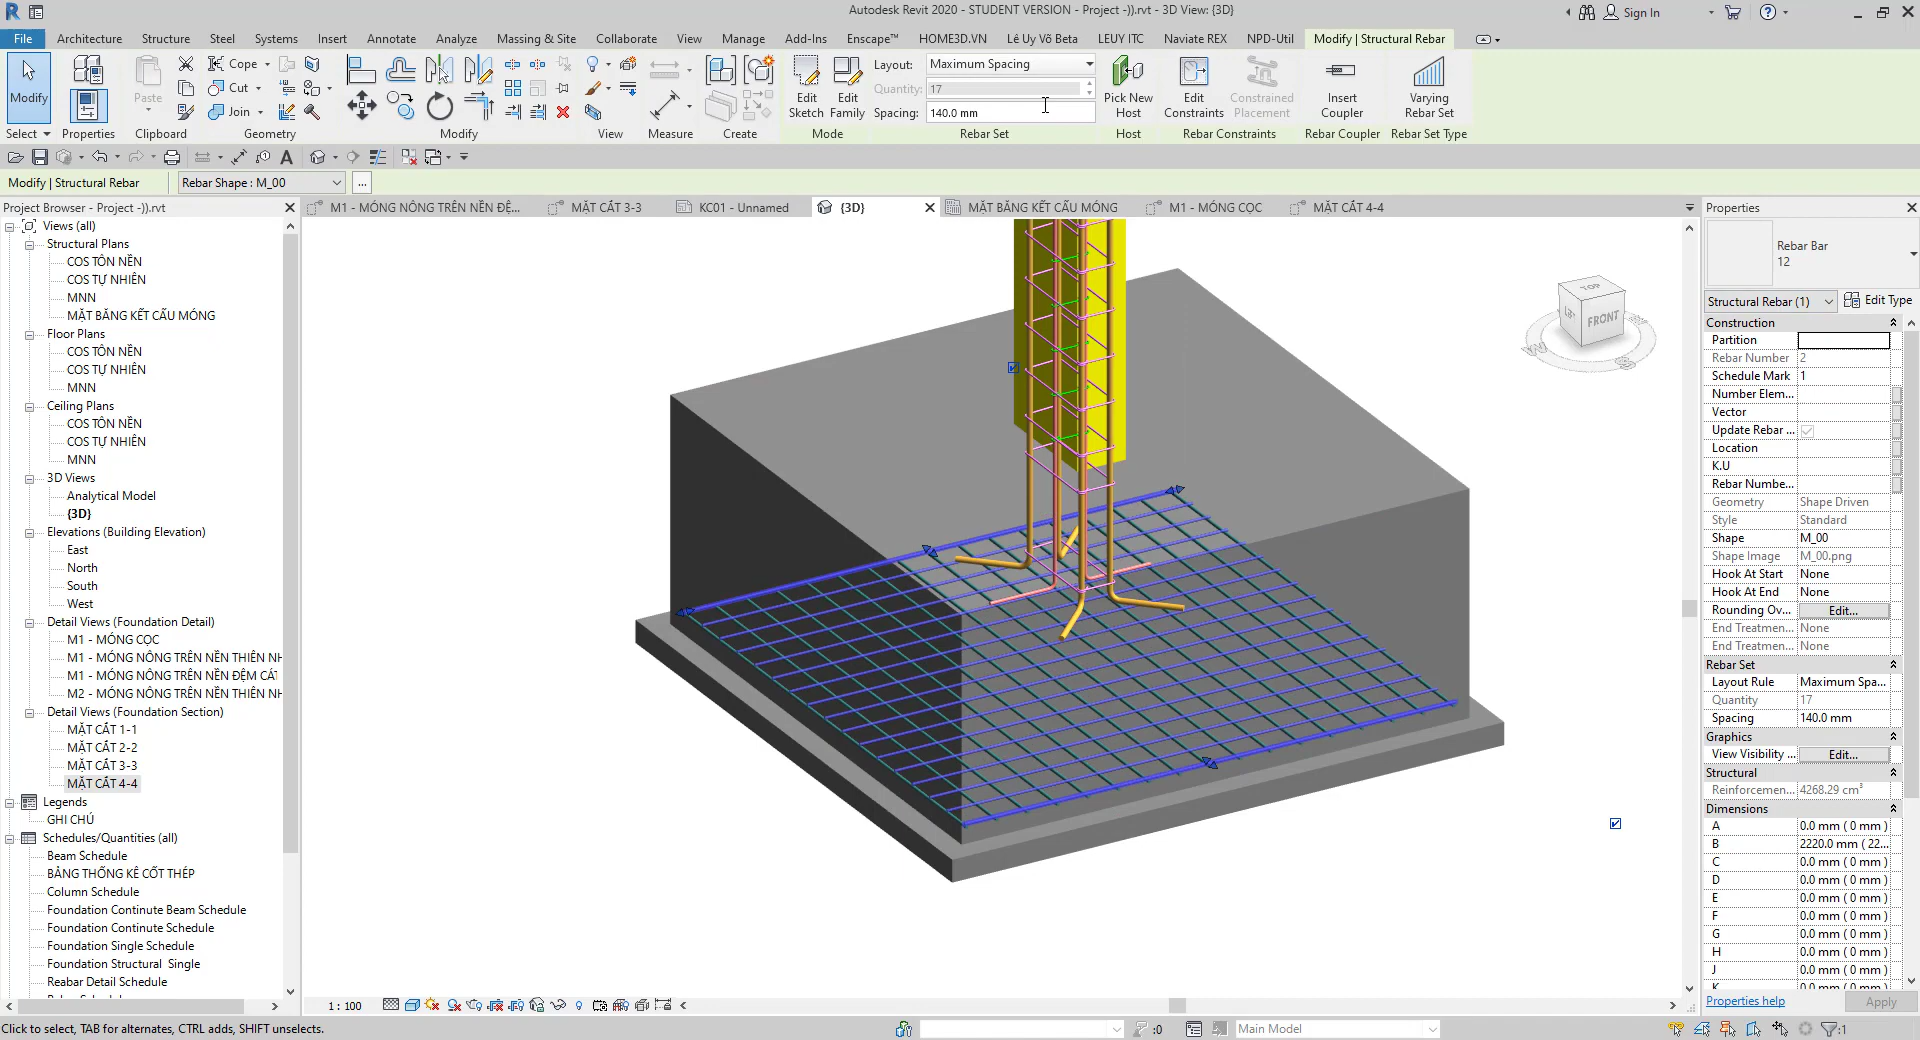 Autodesk Revit 2020 - STUDENT VERSION - Project -)).rvt - 3D View: {3D}
Sign In
File Architecture Structure Steel Systems Insert Annotate Analyze Massing & Site Collaborate View Manage Add-Ins Enscape™ HOME3D.VN Lê Uy Võ Beta LEUY ITC Naviate REX NPD-Util Modify | Structural Rebar
Modify
Paste
Cope
Cut
Join
Edit Sketch
Edit Family
Layout: Maximum Spacing
Quantity: 17
Spacing: 140.0 mm
Pick New Host
Edit Constraints
Constrained Placement
Insert Coupler
Varying Rebar Set
Select Properties Clipboard Geometry Modify View Measure Create Mode Rebar Set Host Rebar Constraints Rebar Coupler Rebar Set Type
Modify | Structural Rebar
Rebar Shape : M_00
...
Project Browser - Project -)).rvt
Views (all)
Structural Plans
COS TÔN NỀN
COS TỰ NHIÊN
MNN
MẶT BẰNG KẾT CẤU MÓNG
Floor Plans
COS TÔN NỀN
COS TỰ NHIÊN
MNN
Ceiling Plans
COS TÔN NỀN
COS TỰ NHIÊN
MNN
3D Views
Analytical Model
{3D}
Elevations (Building Elevation)
East
North
South
West
Detail Views (Foundation Detail)
M1 - MÓNG CỌC
M1 - MÓNG NÔNG TRÊN NỀN THIÊN NH
M1 - MÓNG NÔNG TRÊN NỀN ĐỆM CÁT
M2 - MÓNG NÔNG TRÊN NỀN THIÊN NH
Detail Views (Foundation Section)
MẶT CẮT 1-1
MẶT CẮT 2-2
MẶT CẮT 3-3
MẶT CẮT 4-4
Legends
GHI CHÚ
Schedules/Quantities (all)
Beam Schedule
BẢNG THỐNG KÊ CỐT THÉP
Column Schedule
Foundation Continute Beam Schedule
Foundation Continute Schedule
Foundation Single Schedule
Foundation Structural Single
Reabar Detail Schedule
M1 - MÓNG NÔNG TRÊN NỀN ĐỆ...
MẶT CẮT 3-3
KC01 - Unnamed
{3D}
MẶT BẰNG KẾT CẤU MÓNG
M1 - MÓNG CỌC
MẶT CẮT 4-4
TOP
FRONT
W
S
1 : 100
Properties
Rebar Bar
12
Structural Rebar (1)
Edit Type
Construction
Partition
Rebar Number 2
Schedule Mark 1
Number Elem...
Vector
Update Rebar ...
Location
K.U
Rebar Numbe...
Geometry Shape Driven
Style Standard
Shape M_00
Shape Image M_00.png
Hook At Start None
Hook At End None
Rounding Ov... Edit...
End Treatmen... None
End Treatmen... None
Rebar Set
Layout Rule Maximum Spa...
Quantity 17
Spacing 140.0 mm
Graphics
View Visibility ... Edit...
Structural
Reinforcemen... 4268.29 cm³
Dimensions
A 0.0 mm ( 0 mm )
B 2220.0 mm ( 22...
C 0.0 mm ( 0 mm )
D 0.0 mm ( 0 mm )
E 0.0 mm ( 0 mm )
F 0.0 mm ( 0 mm )
G 0.0 mm ( 0 mm )
H 0.0 mm ( 0 mm )
J 0.0 mm ( 0 mm )
Properties help
Apply
Click to select, TAB for alternates, CTRL adds, SHIFT unselects.
:0
Main Model
:1